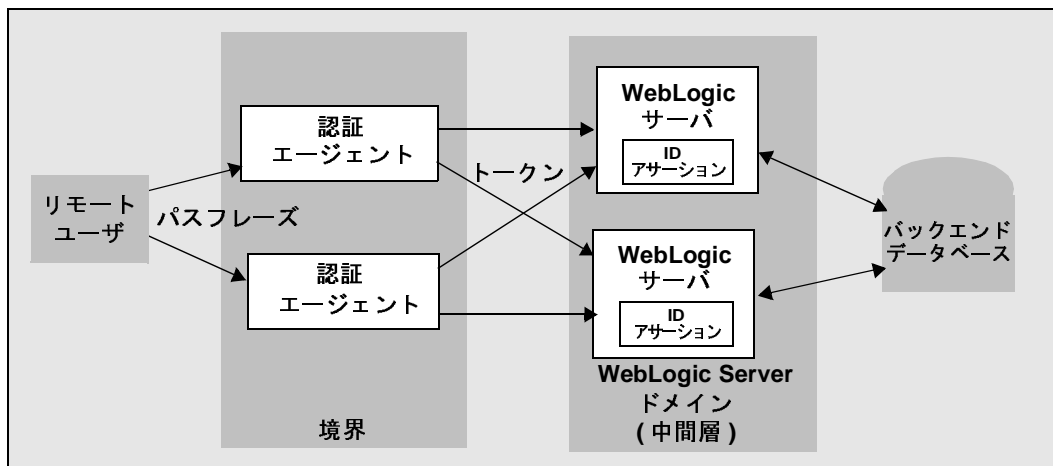 リモート
ユーザ
パスフレーズ
認証
エージェント
認証
エージェント
境界
トークン
WebLogic
サーバ
ID
アサーション
WebLogic
サーバ
ID
アサーション
WebLogic Server
ドメイン
( 中間層 )
バックエンド
データベース